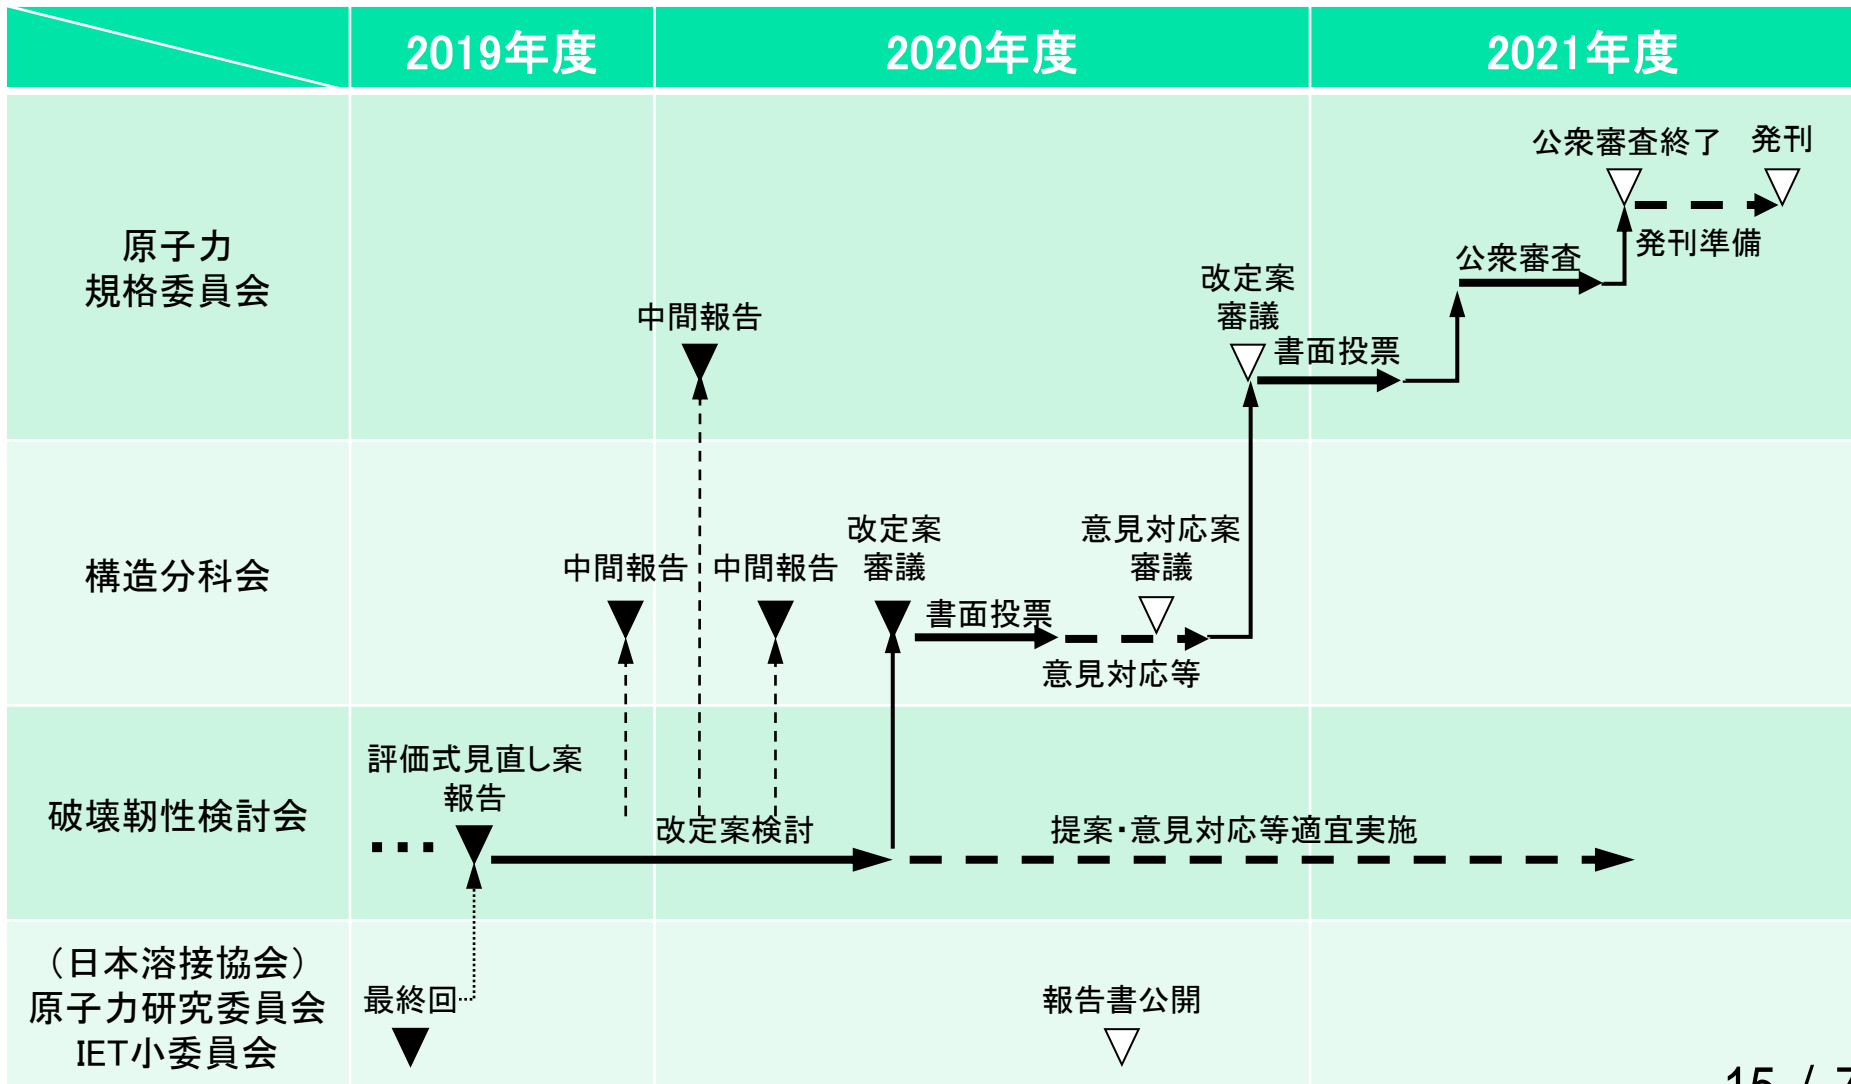 2019年度
2020年度
2021年度
原子力
規格委員会
中間報告
改定案
審議
書面投票
公衆審査
公衆審査終了
発刊準備
発刊
構造分科会
中間報告
中間報告
改定案
審議
書面投票
意見対応案
審議
意見対応等
破壊靭性検討会
評価式見直し案
報告
改定案検討
提案・意見対応等適宜実施
（日本溶接協会）
原子力研究委員会
IET小委員会
最終回
報告書公開
15 / 7